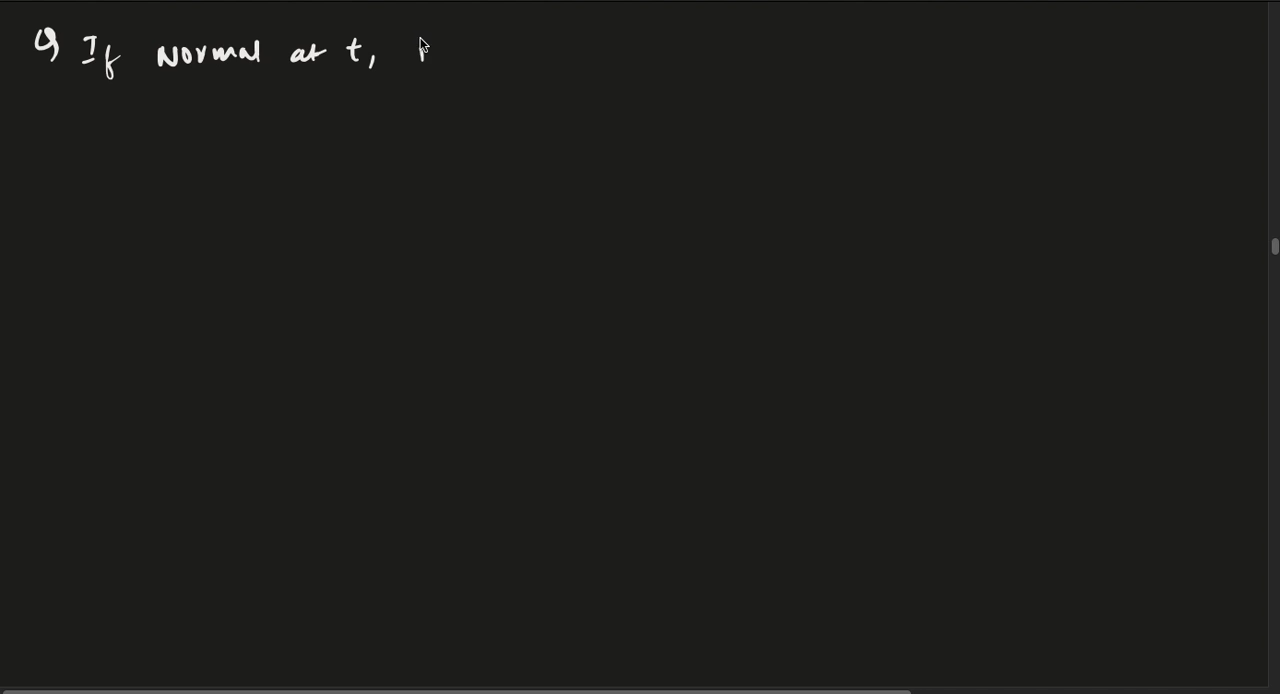 Q If Normal at t,